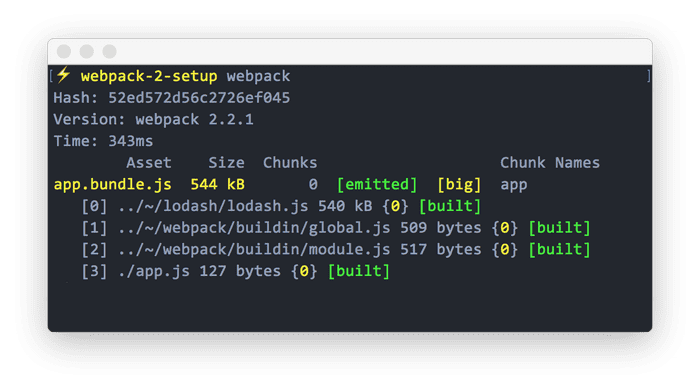 [⚡ webpack-2-setup webpack ]
Hash: 52ed572d56c2726ef045
Version: webpack 2.2.1
Time: 343ms
Asset Size Chunks Chunk Names
app.bundle.js 544 kB 0 [emitted] [big] app
[0] ../~/lodash/lodash.js 540 kB {0} [built]
[1] ../~/webpack/buildin/global.js 509 bytes {0} [built]
[2] ../~/webpack/buildin/module.js 517 bytes {0} [built]
[3] ./app.js 127 bytes {0} [built]